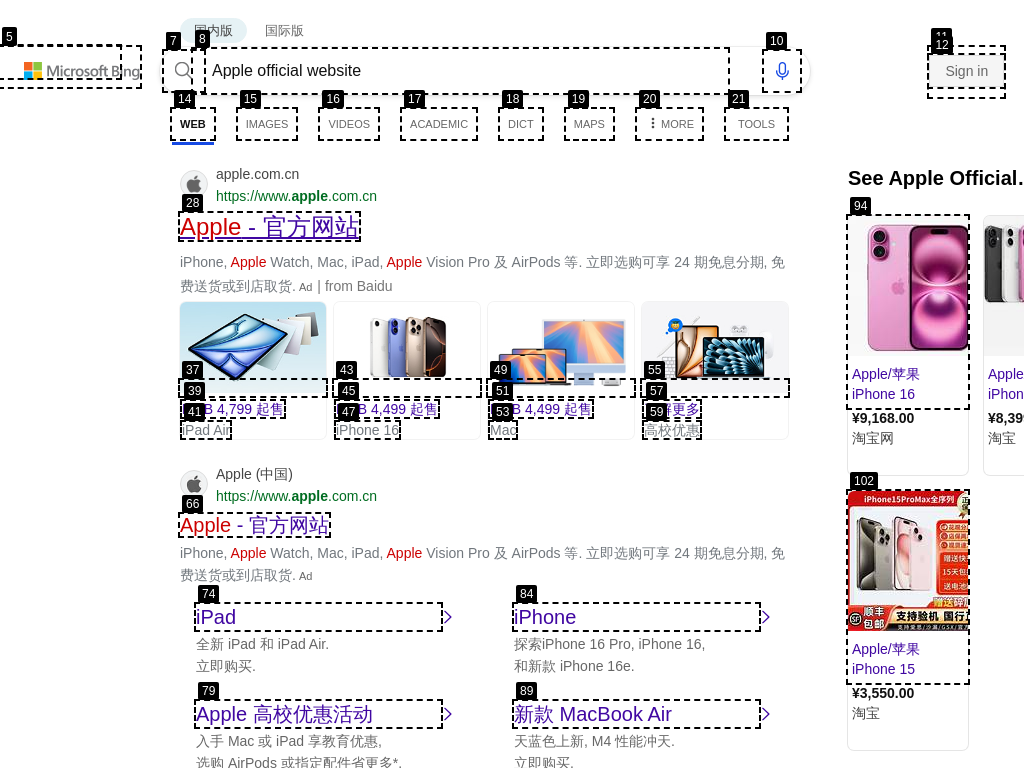 国内版 国际版
5 7 8 10 11 12
Microsoft Bing
Apple official website
Sign in
14 15 16 17 18 19 20 21
WEB IMAGES VIDEOS ACADEMIC DICT MAPS MORE TOOLS
apple.com.cn
https://www.apple.com.cn
28
Apple - 官方网站
iPhone, Apple Watch, Mac, iPad, Apple Vision Pro 及 AirPods 等. 立即选购可享 24 期免息分期, 免
费送货或到店取货. Ad | from Baidu
37 43 49 55
39 45 51 57
B 4,799 起售 B 4,499 起售 B 4,499 起售 更多
41 47 53 59
iPad Air iPhone 16 Mac 高校优惠
Apple (中国)
https://www.apple.com.cn
66
Apple - 官方网站
iPhone, Apple Watch, Mac, iPad, Apple Vision Pro 及 AirPods 等. 立即选购可享 24 期免息分期, 免
费送货或到店取货. Ad
74 84
iPad iPhone
全新 iPad 和 iPad Air. 探索iPhone 16 Pro, iPhone 16,
立即购买. 和新款 iPhone 16e.
79 89
Apple 高校优惠活动 新款 MacBook Air
入手 Mac 或 iPad 享教育优惠, 天蓝色上新, M4 性能冲天.
选购 AirPods 或指定配件省更多*. 立即购买.
See Apple Official...
94
Apple/苹果 Apple
iPhone 16 iPhon
¥9,168.00 ¥8,399
淘宝网 淘宝
102
iPhone15ProMax全序列
赠送快
15天包
送电池
顺丰
包邮
支持验机 国行
Apple/苹果
iPhone 15
¥3,550.00
淘宝